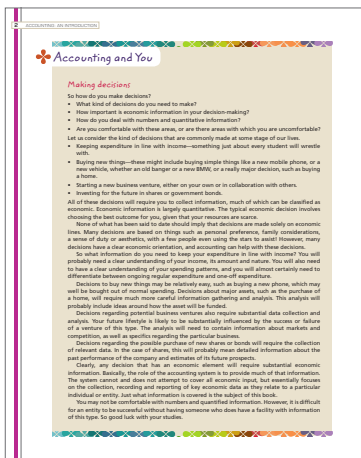 2 ACCOUNTING AN INTRODUCTION
Accounting and You
Making decisions
So how do you make decisions?
• What kind of decisions do you need to make?
• How important is economic information in your decision-making?
• How do you deal with numbers and quantitative information?
• Are you comfortable with these areas, or are there areas with which you are uncomfortable?
Let us consider the kind of decisions that are commonly made at some stage of our lives.
• Keeping expenditure in line with income—something just about every student will wrestle
with.
• Buying new things—these might include buying simple things like a new mobile phone, or a
new vehicle, whether an old banger or a new BMW, or a really major decision, such as buying
a home.
• Starting a new business venture, either on your own or in collaboration with others.
• Investing for the future in shares or government bonds.
All of these decisions will require you to collect information, much of which can be classified as
economic. Economic information is largely quantitative. The typical economic decision involves
choosing the best outcome for you, given that your resources are scarce.
None of what has been said to date should imply that decisions are made solely on economic
lines. Many decisions are based on things such as personal preference, family considerations,
a sense of duty or aesthetics, with a few people even using the stars to assist! However, many
decisions have a clear economic orientation, and accounting can help with these decisions.
So what information do you need to keep your expenditure in line with income? You will
probably need a clear understanding of your income, its amount and nature. You will also need
to have a clear understanding of your spending patterns, and you will almost certainly need to
differentiate between ongoing regular expenditure and one-off expenditure.
Decisions to buy new things may be relatively easy, such as buying a new phone, which may
well be bought out of normal spending. Decisions about major assets, such as the purchase of
a home, will require much more careful information gathering and analysis. This analysis will
probably include ideas around how the asset will be funded.
Decisions regarding potential business ventures also require substantial data collection and
analysis. Your future lifestyle is likely to be substantially influenced by the success or failure
of a venture of this type. The analysis will need to contain information about markets and
competition, as well as specifics regarding the particular business.
Decisions regarding the possible purchase of new shares or bonds will require the collection
of relevant data. In the case of shares, this will probably mean detailed information about the
past performance of the company and estimates of its future prospects.
Clearly, any decision that has an economic element will require substantial economic
information. Basically, the role of the accounting system is to provide much of that information.
The system cannot and does not attempt to cover all economic input, but essentially focuses
on the collection, recording and reporting of key economic data as they relate to a particular
individual or entity. Just what information is covered is the subject of this book.
You may not be comfortable with numbers and quantified information. However, it is difficult
for an entity to be successful without having someone who does have a facility with information
of this type. So good luck with your studies.